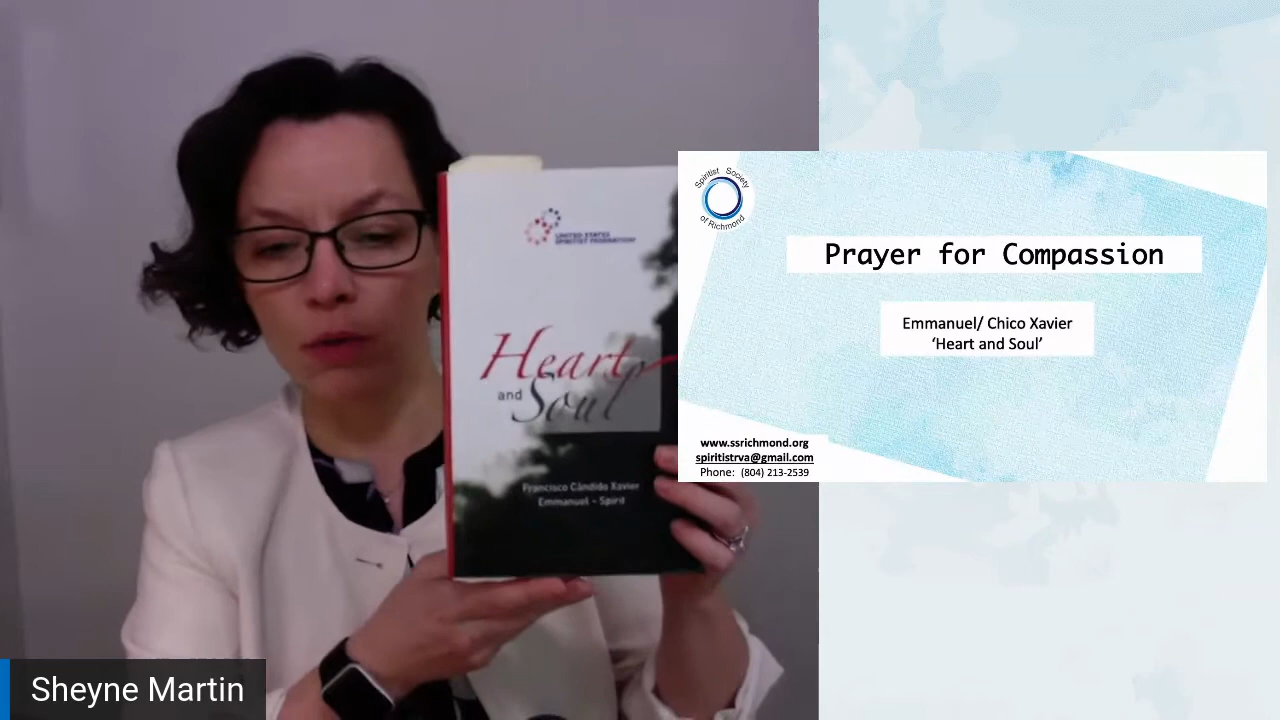 UNITED STATES
SPIRITIST FEDERATION
Heart
and Soul
Francisco Cândido Xavier
Emmanuel - Spirit
Spiritist Society
of Richmond
Prayer for Compassion
Emmanuel/ Chico Xavier
‘Heart and Soul’
www.ssrichmond.org
spiritistrva@gmail.com
Phone: (804) 213-2539
Sheyne Martin